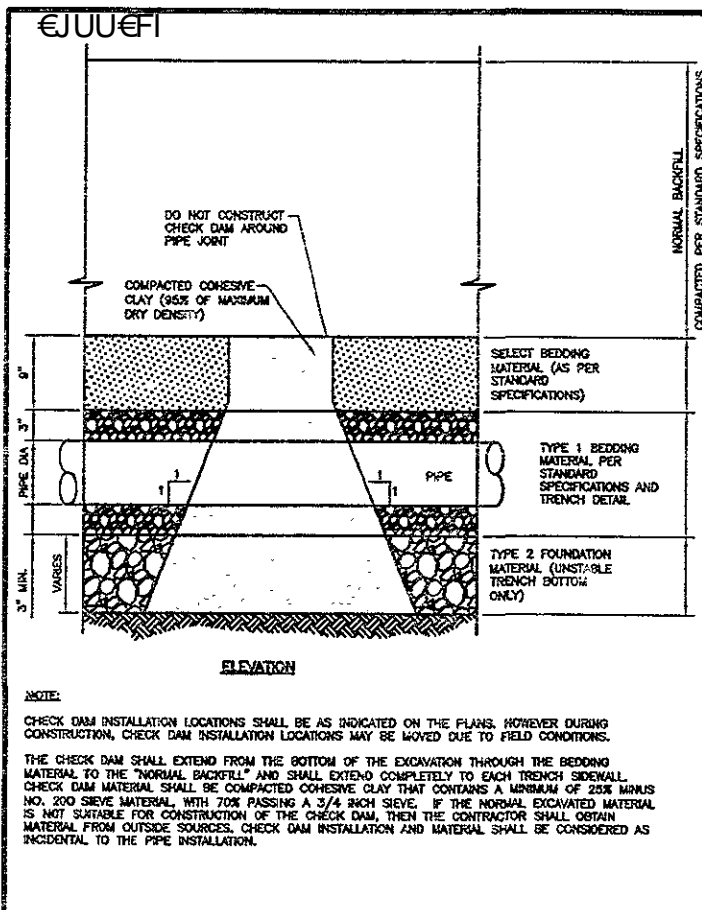 €JUU€FI
NORMAL BACKFILL
COMPACTED PER STANDARD SPECIFICATIONS
DO NOT CONSTRUCT
CHECK DAM AROUND
PIPE JOINT
COMPACTED COHESIVE
CLAY (95% OF MAXIMUM
DRY DENSITY)
9"
SELECT BEDDING
MATERIAL (AS PER
STANDARD
SPECIFICATIONS)
3"
PIPE DIA
1
1
1
1
PIPE
TYPE 1 BEDDING
MATERIAL PER
STANDARD
SPECIFICATIONS AND
TRENCH DETAIL
3" MIN.
VARIES
TYPE 2 FOUNDATION
MATERIAL (UNSTABLE
TRENCH BOTTOM
ONLY)
ELEVATION
NOTE:
CHECK DAM INSTALLATION LOCATIONS SHALL BE AS INDICATED ON THE PLANS. HOWEVER DURING
CONSTRUCTION, CHECK DAM INSTALLATION LOCATIONS MAY BE MOVED DUE TO FIELD CONDITIONS.
THE CHECK DAM SHALL EXTEND FROM THE BOTTOM OF THE EXCAVATION THROUGH THE BEDDING
MATERIAL TO THE "NORMAL BACKFILL" AND SHALL EXTEND COMPLETELY TO EACH TRENCH SIDEWALL.
CHECK DAM MATERIAL SHALL BE COMPACTED COHESIVE CLAY THAT CONTAINS A MINIMUM OF 25% MINUS
NO. 200 SIEVE MATERIAL, WITH 70% PASSING A 3/4 INCH SIEVE. IF THE NORMAL EXCAVATED MATERIAL
IS NOT SUITABLE FOR CONSTRUCTION OF THE CHECK DAM, THEN THE CONTRACTOR SHALL OBTAIN
MATERIAL FROM OUTSIDE SOURCES. CHECK DAM INSTALLATION AND MATERIAL SHALL BE CONSIDERED AS
INCIDENTAL TO THE PIPE INSTALLATION.